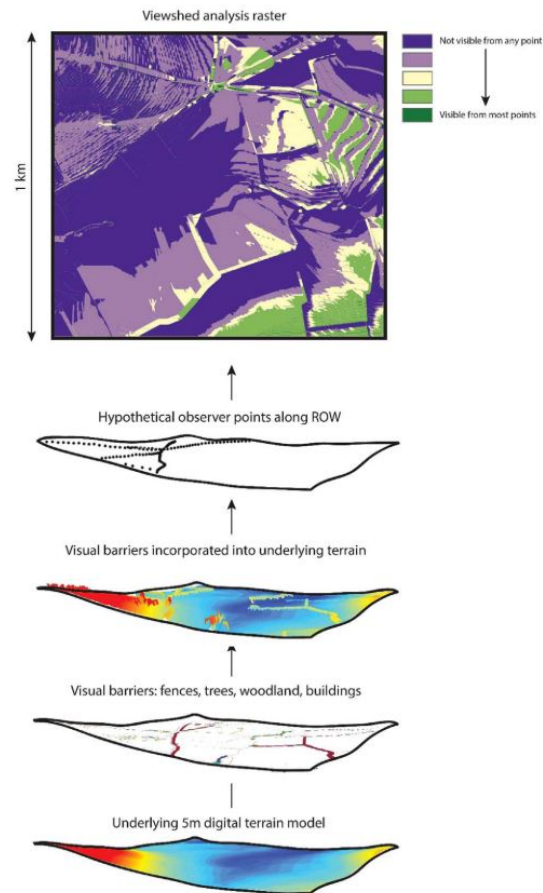 Viewshed analysis raster
Not visible from any point
Visible from most points
1 km
Hypothetical observer points along ROW
Visual barriers incorporated into underlying terrain
Visual barriers: fences, trees, woodland, buildings
Underlying 5m digital terrain model